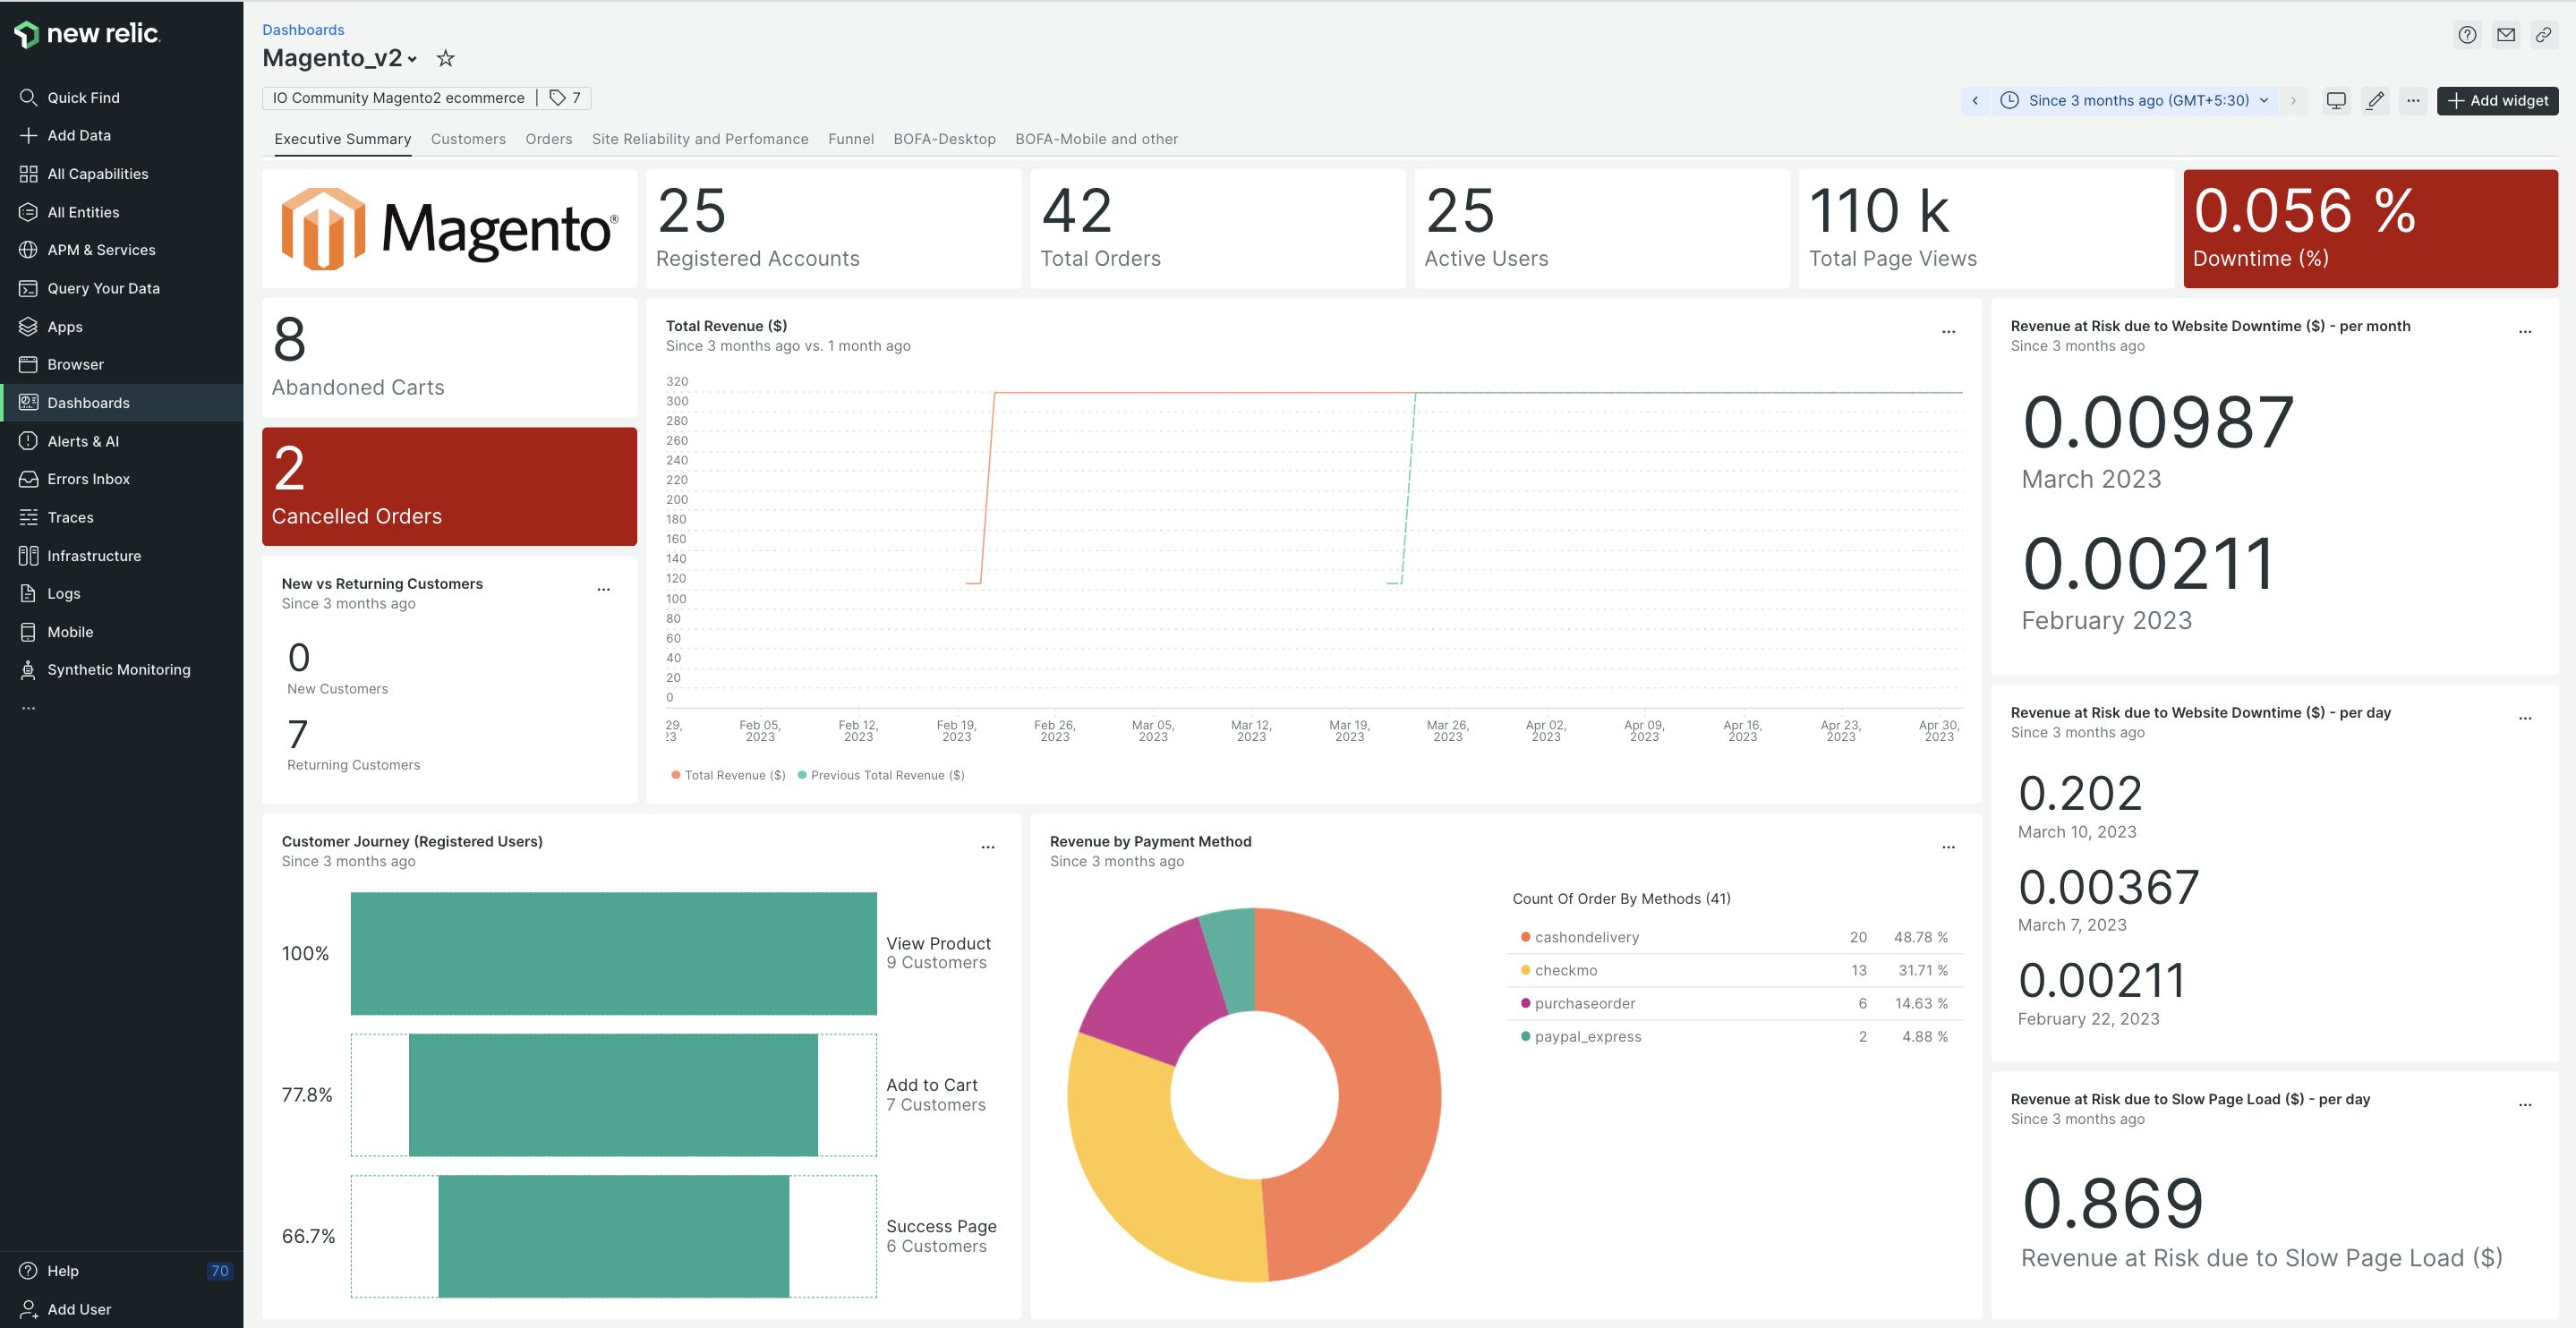 new relic.
Quick Find
Add Data
All Capabilities
All Entities
APM & Services
Query Your Data
Apps
Browser
Dashboards
Alerts & AI
Errors Inbox
Traces
Infrastructure
Logs
Mobile
Synthetic Monitoring
...
Help 70
Add User
Dashboards
Magento_v2
IO Community Magento2 ecommerce | 7
Since 3 months ago (GMT+5:30)
...
Add widget
Executive Summary Customers Orders Site Reliability and Perfomance Funnel BOFA-Desktop BOFA-Mobile and other
Magento®
25
Registered Accounts
42
Total Orders
25
Active Users
110 k
Total Page Views
0.056 %
Downtime (%)
8
Abandoned Carts
2
Cancelled Orders
New vs Returning Customers
...
Since 3 months ago
0
New Customers
7
Returning Customers
Total Revenue ($)
...
Since 3 months ago vs. 1 month ago
320
300
280
260
240
220
200
180
160
140
120
100
80
60
40
20
0
29, Feb 05, Feb 12, Feb 19, Feb 26, Mar 05, Mar 12, Mar 19, Mar 26, Apr 02, Apr 09, Apr 16, Apr 23, Apr 30,
23 2023 2023 2023 2023 2023 2023 2023 2023 2023 2023 2023 2023 2023
Total Revenue ($) Previous Total Revenue ($)
Revenue at Risk due to Website Downtime ($) - per month
...
Since 3 months ago
0.00987
March 2023
0.00211
February 2023
Revenue at Risk due to Website Downtime ($) - per day
...
Since 3 months ago
0.202
March 10, 2023
0.00367
March 7, 2023
0.00211
February 22, 2023
Customer Journey (Registered Users)
...
Since 3 months ago
100%
View Product
9 Customers
77.8%
Add to Cart
7 Customers
66.7%
Success Page
6 Customers
Revenue by Payment Method
...
Since 3 months ago
Count Of Order By Methods (41)
cashondelivery 20 48.78 %
checkmo 13 31.71 %
purchaseorder 6 14.63 %
paypal_express 2 4.88 %
Revenue at Risk due to Slow Page Load ($) - per day
...
Since 3 months ago
0.869
Revenue at Risk due to Slow Page Load ($)